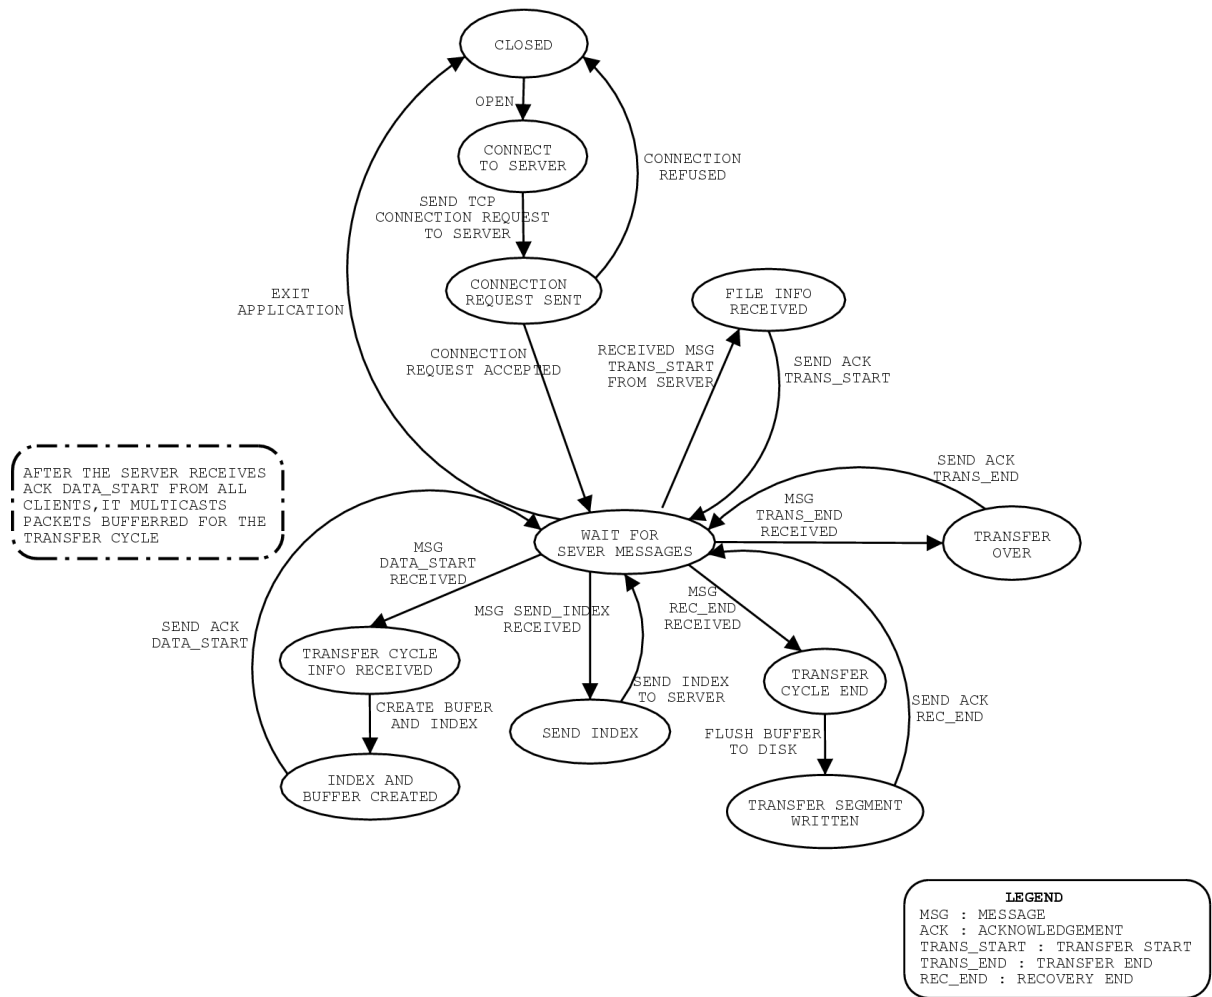 CLOSED
OPEN
CONNECT
TO SERVER
CONNECTION
REFUSED
SEND TCP
CONNECTION REQUEST
TO SERVER
CONNECTION
REQUEST SENT
EXIT
APPLICATION
FILE INFO
RECEIVED
CONNECTION
REQUEST ACCEPTED
RECEIVED MSG
TRANS_START
FROM SERVER
SEND ACK
TRANS_START
AFTER THE SERVER RECEIVES
ACK DATA_START FROM ALL
CLIENTS,IT MULTICASTS
PACKETS BUFFERRED FOR THE
TRANSFER CYCLE
SEND ACK
TRANS_END
MSG
TRANS_END
RECEIVED
WAIT FOR
SEVER MESSAGES
TRANSFER
OVER
MSG
DATA_START
RECEIVED
MSG SEND_INDEX
RECEIVED
MSG
REC_END
RECEIVED
SEND ACK
DATA_START
TRANSFER CYCLE
INFO RECEIVED
SEND INDEX
TO SERVER
TRANSFER
CYCLE END
SEND ACK
REC_END
CREATE BUFER
AND INDEX
SEND INDEX
FLUSH BUFFER
TO DISK
INDEX AND
BUFFER CREATED
TRANSFER SEGMENT
WRITTEN
LEGEND
MSG : MESSAGE
ACK : ACKNOWLEDGEMENT
TRANS_START : TRANSFER START
TRANS_END : TRANSFER END
REC_END : RECOVERY END